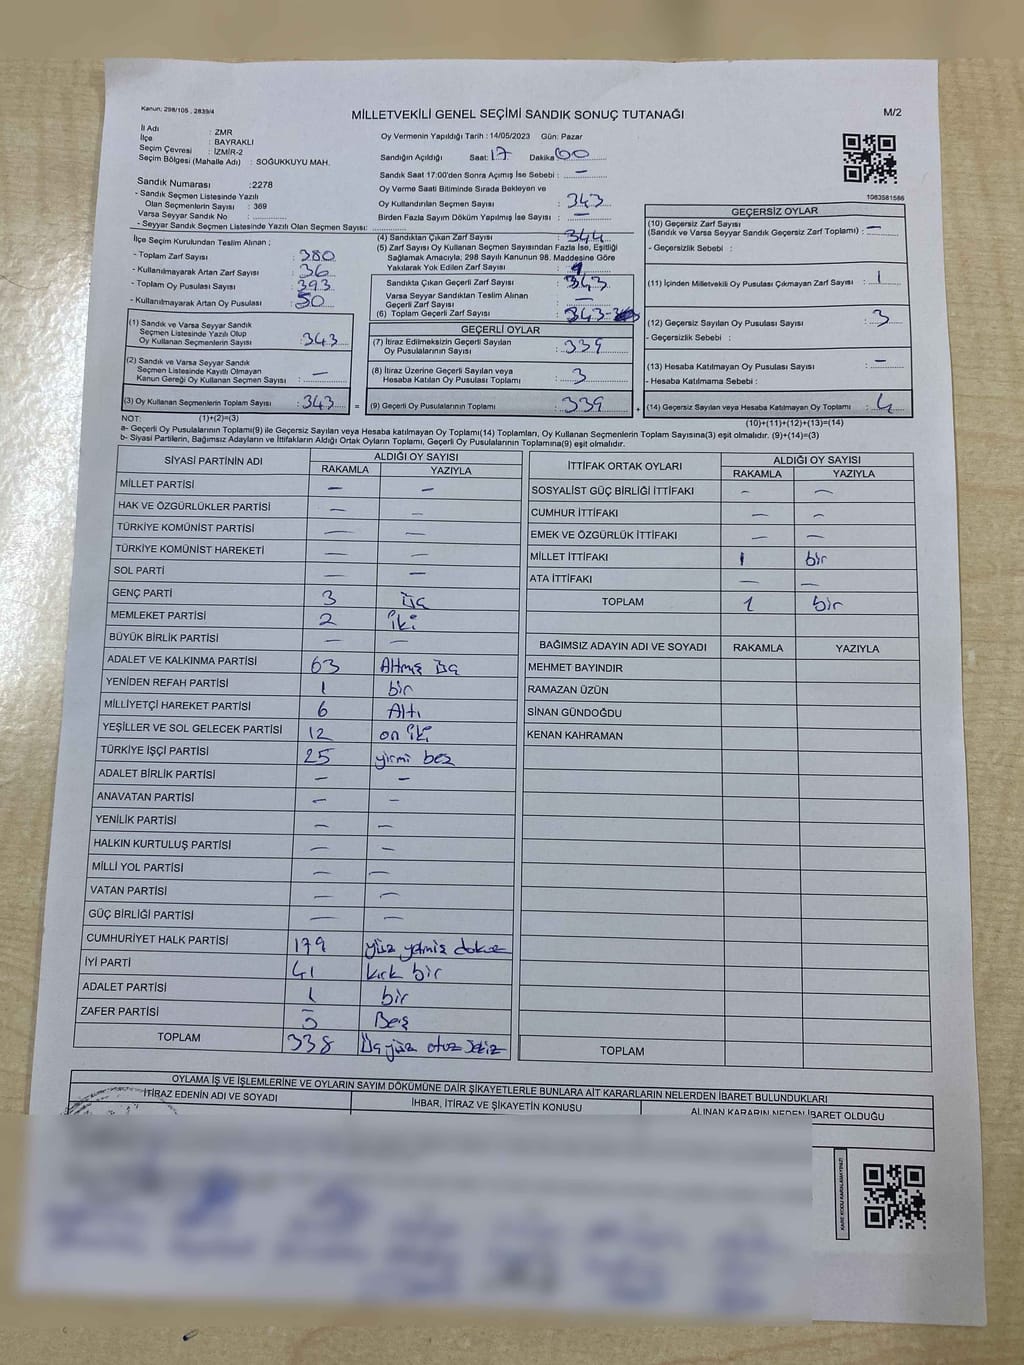 Kanun: 298/105 , 2839/4
MİLLETVEKİLİ GENEL SEÇİMİ SANDIK SONUÇ TUTANAĞI
M/2
İl Adı : ZMR
İlçe : BAYRAKLI
Seçim Çevresi : İZMİR-2
Seçim Bölgesi (Mahalle Adı) : SOĞUKKUYU MAH.
Sandık Numarası :2278
- Sandık Seçmen Listesinde Yazılı
Olan Seçmenlerin Sayısı : 369
Varsa Seyyar Sandık No :
- Seyyar Sandık Seçmen Listesinde Yazılı Olan Seçmen Sayısı:
Oy Vermenin Yapıldığı Tarih : 14/05/2023 Gün: Pazar
Sandığın Açıldığı Saat: 17 Dakika 00
Sandık Saat 17:00'den Sonra Açımış İse Sebebi : —
Oy Verme Saati Bitiminde Sırada Bekleyen ve
Oy Kullandırılan Seçmen Sayısı : 343
Birden Fazla Sayım Döküm Yapılmış İse Sayısı : —
1083581586
İlçe Seçim Kurulundan Teslim Alınan ;
- Toplam Zarf Sayısı : 380
- Kullanılmayarak Artan Zarf Sayısı : 36
- Toplam Oy Pusulası : 393
- Kullanılmayarak Artan Oy Pusulası : 50
(4) Sandıktan Çıkan Zarf Sayısı : 344
(5) Zarf Sayısı Oy Kullanan Seçmen Sayısından Fazla İse, Eşitliği
Sağlamak Amacıyla; 298 Sayılı Kanunun 98. Maddesine Göre
Yakılarak Yok Edilen Zarf Sayısı : 1
Sandıkta Çıkan Geçerli Zarf Sayısı : 343
Varsa Seyyar Sandıktan Teslim Alınan
Geçerli Zarf Sayısı : —
(6) Toplam Geçerli Zarf Sayısı : 343
(1) Sandık ve Varsa Seyyar Sandık
Seçmen Listesinde Yazılı Olup
Oy Kullanan Seçmenlerin Sayısı : 343
(2) Sandık ve Varsa Seyyar Sandık
Seçmen Listesinde Kayıtlı Olmayan
Kanun Gereği Oy Kullanan Seçmen Sayısı : —
(3) Oy Kullanan Seçmenlerin Toplam Sayısı : 343 =
(1)+(2)=(3)
GEÇERLİ OYLAR
(7) İtiraz Edilmeksizin Geçerli Sayılan
Oy Pusulalarının Sayısı : 339
(8) İtiraz Üzerine Geçerli Sayılan veya
Hesaba Katılan Oy Pusulası Toplamı : 3
(9) Geçerli Oy Pusulalarının Toplamı : 339 +
GEÇERSİZ OYLAR
(10) Geçersiz Zarf Sayısı
(Sandık ve Varsa Seyyar Sandık Geçersiz Zarf Toplamı) : —
- Geçersizlik Sebebi :
(11) İçinden Milletvekili Oy Pusulası Çıkmayan Zarf Sayısı : 1
(12) Geçersiz Sayılan Oy Pusulası Sayısı : 3
- Geçersizlik Sebebi :
(13) Hesaba Katılmayan Oy Pusulası Sayısı : —
- Hesaba Katılmama Sebebi :
(14) Geçersiz Sayılan veya Hesaba Katılmayan Oy Toplamı : 4
(10)+(11)+(12)+(13)=(14)
NOT:
a- Geçerli Oy Pusulalarının Toplamı(9) ile Geçersiz Sayılan veya Hesaba Katılmayan Oy Toplamı(14) Toplamları, Oy Kullanan Seçmenlerin Toplam Sayısına(3) eşit olmalıdır. (9)+(14)=(3)
b- Siyasi Partilerin, Bağımsız Adayların ve İttifakların Aldığı Ortak Oyların Toplamı, Geçerli Oy Pusulalarının Toplamına(9) eşit olmalıdır.
SİYASİ PARTİNİN ADI ALDIĞI OY SAYISI
RAKAMLA YAZIYLA
MİLLET PARTİSİ — —
HAK VE ÖZGÜRLÜKLER PARTİSİ — —
TÜRKİYE KOMÜNİST PARTİSİ — —
TÜRKİYE KOMÜNİST HAREKETİ — —
SOL PARTİ — —
GENÇ PARTİ 3 üç
MEMLEKET PARTİSİ 2 iki
BÜYÜK BİRLİK PARTİSİ — —
ADALET VE KALKINMA PARTİSİ 63 Altmış üç
YENİDEN REFAH PARTİSİ 1 bir
MİLLİYETÇİ HAREKET PARTİSİ 6 Altı
YEŞİLLER VE SOL GELECEK PARTİSİ 12 on iki
TÜRKİYE İŞÇİ PARTİSİ 25 yirmi beş
ADALET BİRLİK PARTİSİ — —
ANAVATAN PARTİSİ — —
YENİLİK PARTİSİ — —
HALKIN KURTULUŞ PARTİSİ — —
MİLLİ YOL PARTİSİ — —
VATAN PARTİSİ — —
GÜÇ BİRLİĞİ PARTİSİ — —
CUMHURİYET HALK PARTİSİ 179 yüz yetmiş dokuz
İYİ PARTİ 41 kırk bir
ADALET PARTİSİ 1 bir
ZAFER PARTİSİ 5 Beş
TOPLAM 338 Üç yüz otuz sekiz
İTTİFAK ORTAK OYLARI ALDIĞI OY SAYISI
RAKAMLA YAZIYLA
SOSYALİST GÜÇ BİRLİĞİ İTTİFAKI — —
CUMHUR İTTİFAKI — —
EMEK VE ÖZGÜRLÜK İTTİFAKI — —
MİLLET İTTİFAKI 1 bir
ATA İTTİFAKI — —
TOPLAM 1 bir
BAĞIMSIZ ADAYIN ADI VE SOYADI RAKAMLA YAZIYLA
MEHMET BAYINDIR
RAMAZAN ÜZÜN
SİNAN GÜNDOĞDU
KENAN KAHRAMAN
TOPLAM
OYLAMA İŞ VE İŞLEMLERİNE VE OYLARIN SAYIM DÖKÜMÜNE DAİR ŞİKAYETLERLE BUNLARA AİT KARARLARIN NELERDEN İBARET BULUNDUKLARI
İTİRAZ EDENİN ADI VE SOYADI İHBAR, İTİRAZ VE ŞİKAYETİN KONUSU ALINAN KARARIN NEDEN İBARET OLDUĞU
KARE KODU KARALAMAYINIZ!